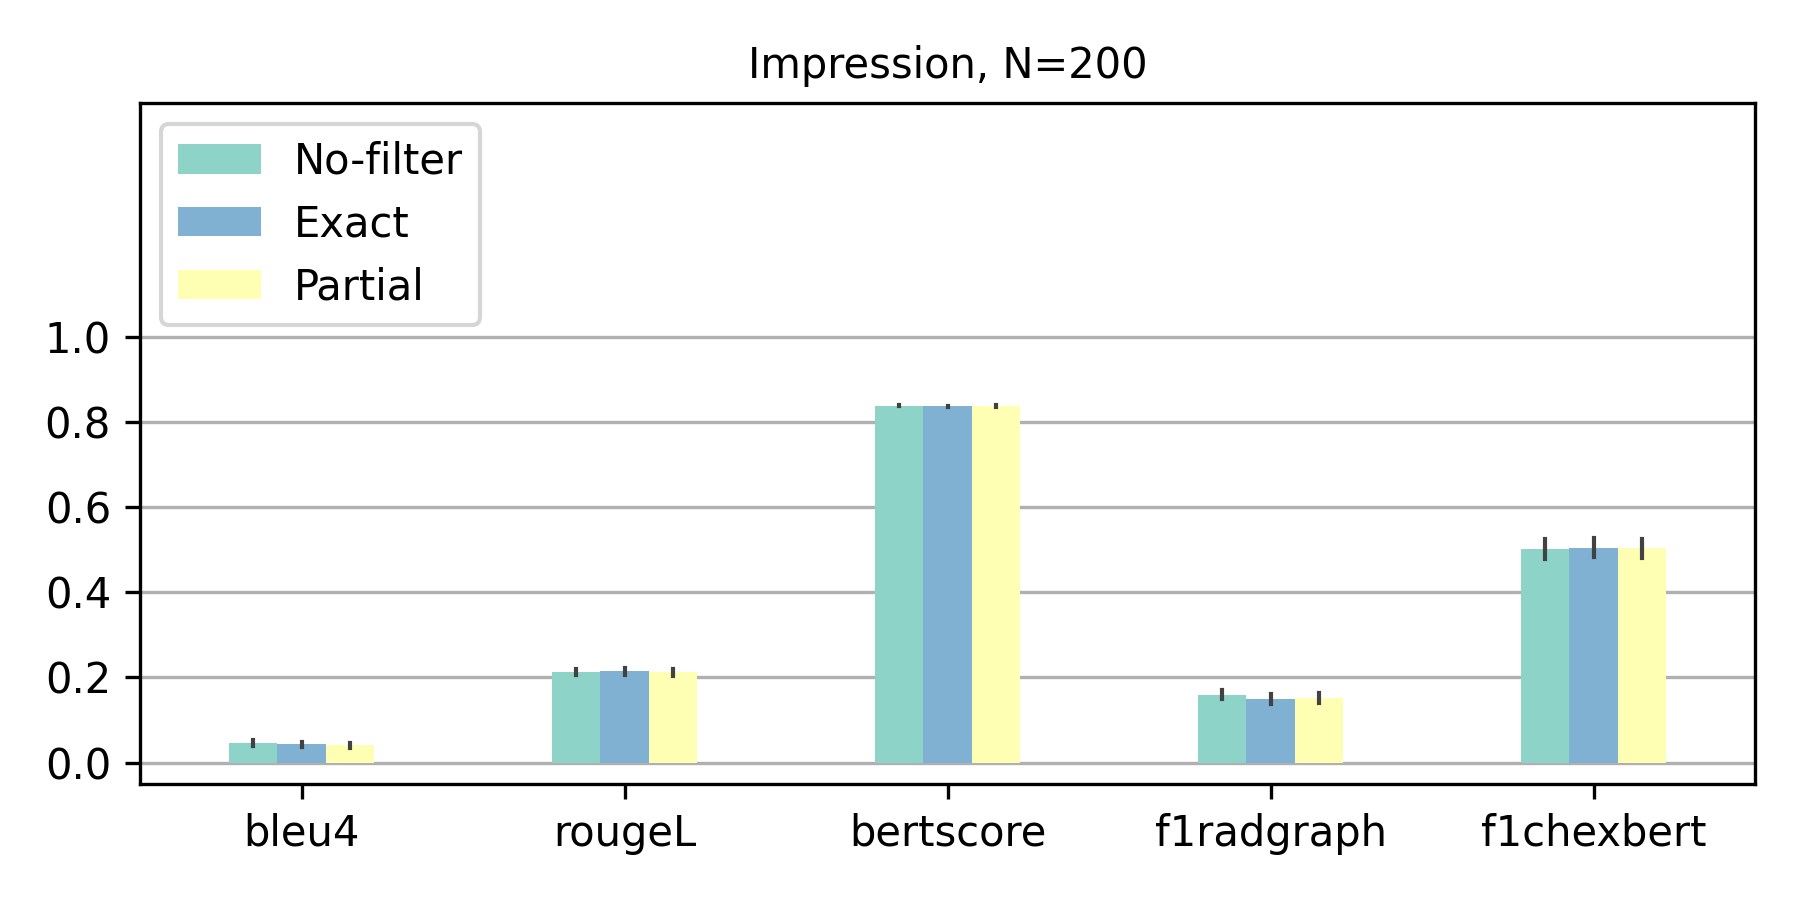 Impression, N=200
No-filter
Exact
Partial
1.0
0.8
0.6
0.4
0.2
0.0
bleu4 rougeL bertscore f1radgraph f1chexbert